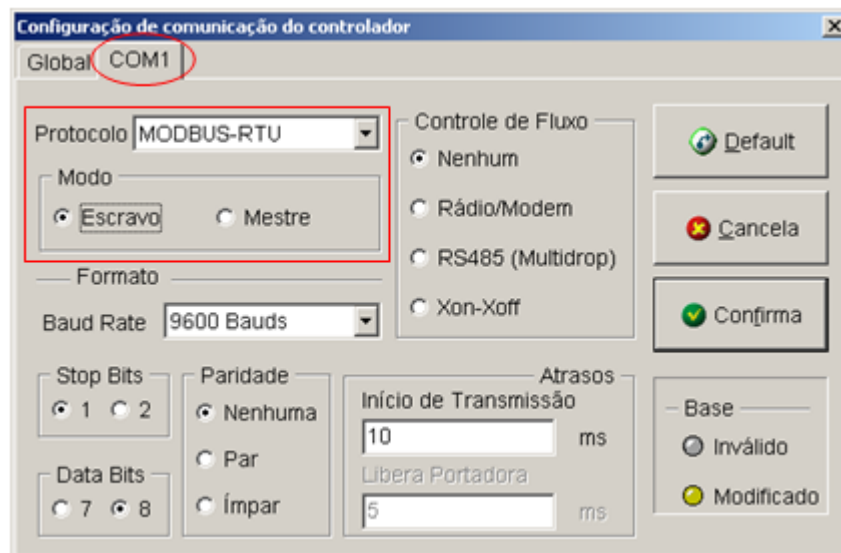 Configuração de comunicação do controlador
Global COM1
Protocolo MODBUS-RTU
Modo
Escravo Mestre
Formato
Baud Rate 9600 Bauds
Stop Bits
1 2
Data Bits
7 8
Paridade
Nenhuma
Par
Ímpar
Controle de Fluxo
Nenhum
Rádio/Modem
RS485 (Multidrop)
Xon-Xoff
Atrasos
Início de Transmissão
10 ms
Libera Portadora
5 ms
Default
Cancela
Confirma
Base
Inválido
Modificado